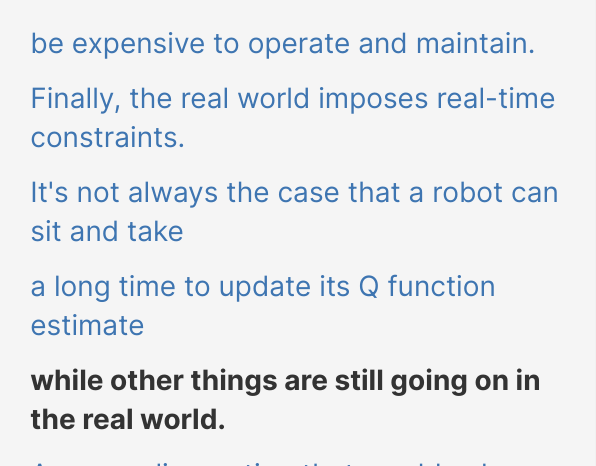 be expensive to operate and maintain.
Finally, the real world imposes real-time
constraints.
It's not always the case that a robot can
sit and take
a long time to update its Q function
estimate
while other things are still going on in
the real world.